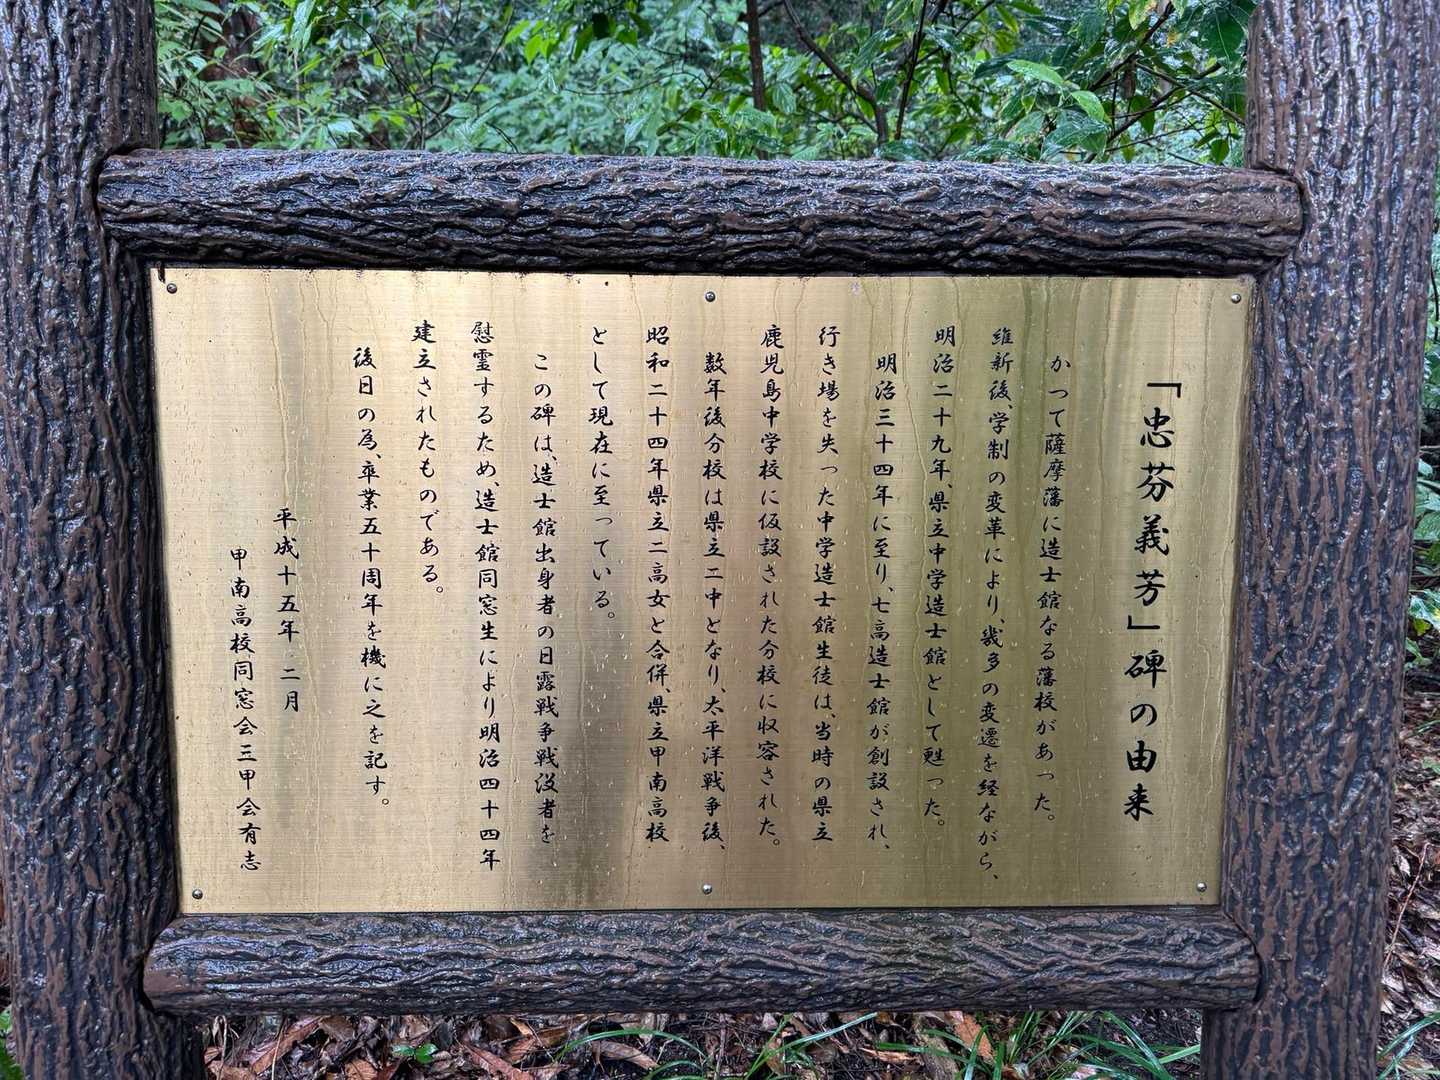 「忠芬義芳」碑の由来
かつて薩摩藩に造士館なる藩校があった。
維新後、学制の変革により、幾多の変遷を経ながら、
明治二十九年、県立中学造士館として甦った。
明治三十四年に至り、七高造士館が創設され、
行き場を失った中学造士館生徒は、当時の県立
鹿児島中学校に仮設された分校に収容された。
数年後分校は県立二中となり、太平洋戦争後、
昭和二十四年県立二高女と合併、県立甲南高校
として現在に至っている。
この碑は、造士館出身者の日露戦争戦没者を
慰霊するため、造士館同窓生により明治四十四年
建立されたものである。
後日の為、卒業五十周年を機に之を記す。
平成十五年 二月
甲南高校同窓会三甲会有志